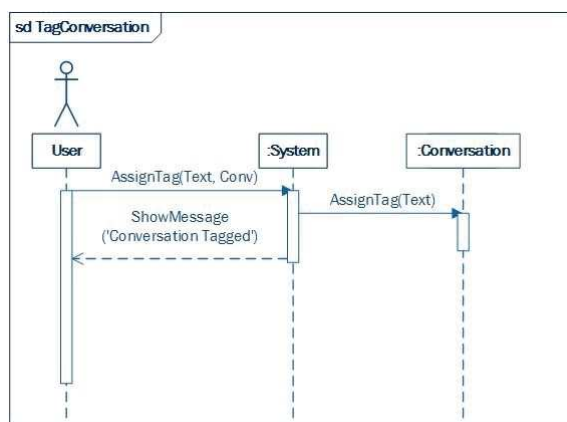 sd TagConversation
User
:System
:Conversation
AssignTag(Text, Conv)
AssignTag(Text)
ShowMessage
('Conversation Tagged')